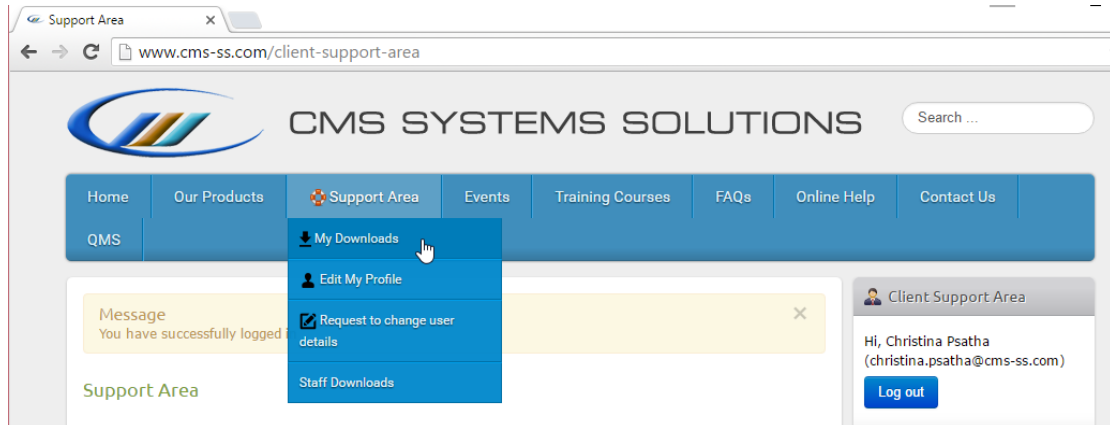 Support Area
www.cms-ss.com/client-support-area
CMS SYSTEMS SOLUTIONS
Search ...
Home Our Products Support Area Events Training Courses FAQs Online Help Contact Us
QMS
My Downloads
Edit My Profile
Request to change user
details
Staff Downloads
Message
You have successfully logged
Support Area
Client Support Area
Hi, Christina Psatha
(christina.psatha@cms-ss.com)
Log out